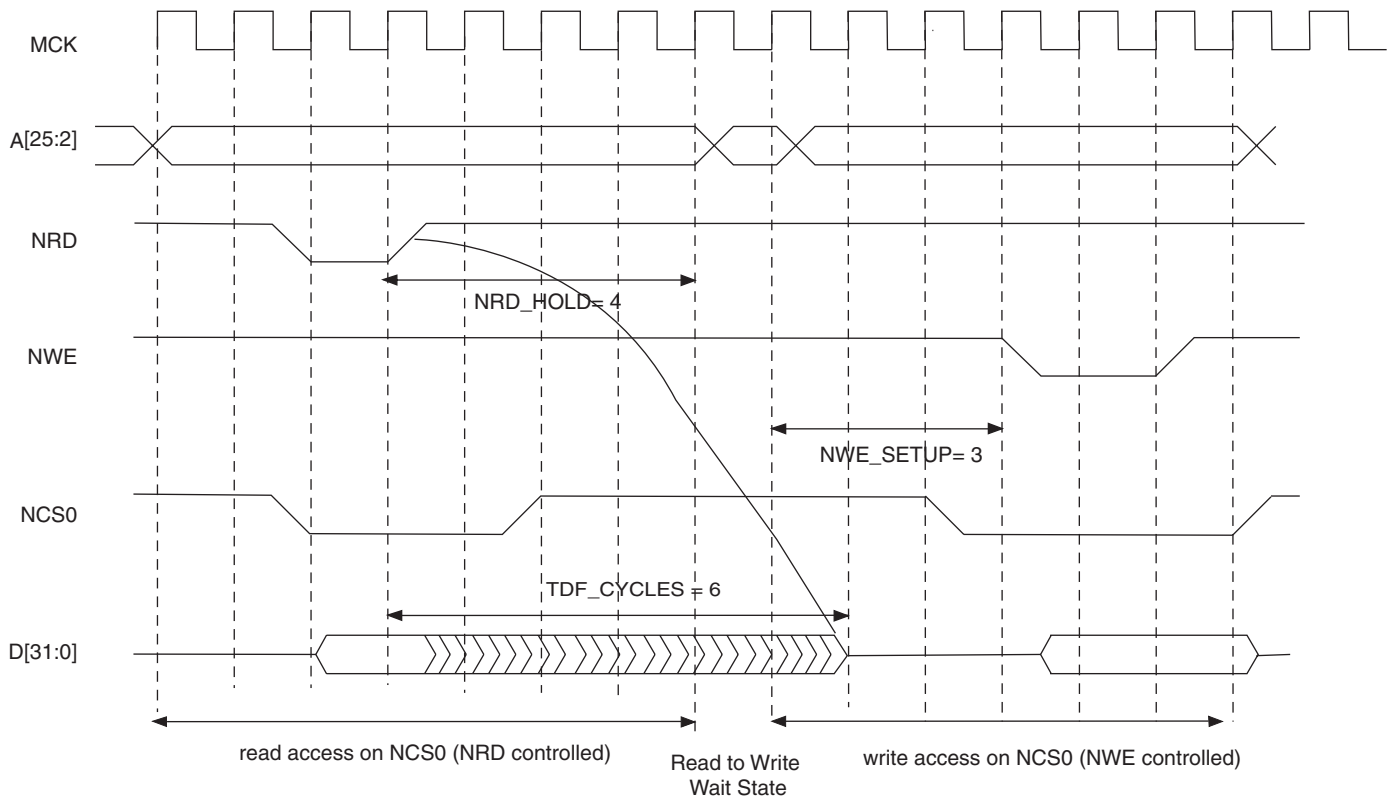 MCK
A[25:2]
NRD
NRD_HOLD= 4
NWE
NWE_SETUP= 3
NCS0
TDF_CYCLES = 6
D[31:0]
read access on NCS0 (NRD controlled)
Read to Write
Wait State
write access on NCS0 (NWE controlled)